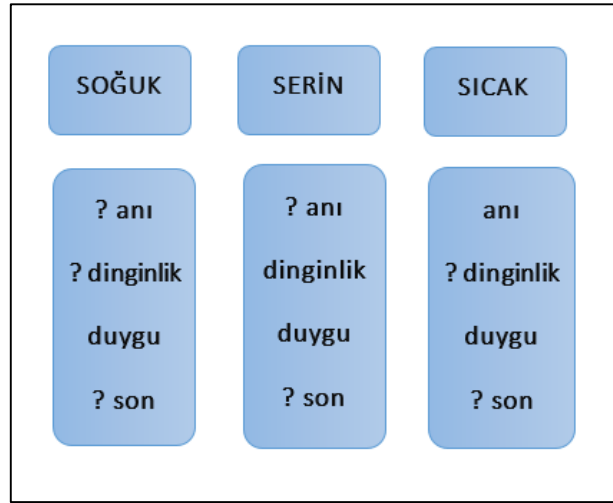 SOĞUK
SERİN
SICAK
? anı
? dinginlik
duygu
? son
? anı
dinginlik
duygu
? son
anı
? dinginlik
duygu
? son